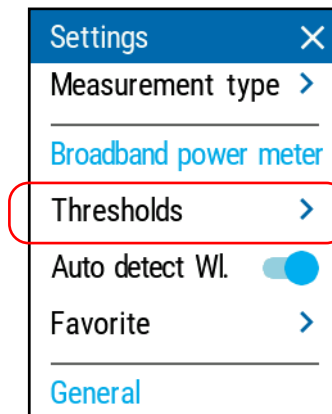 Settings
Measurement type
Broadband power meter
Thresholds
Auto detect Wl.
Favorite
General